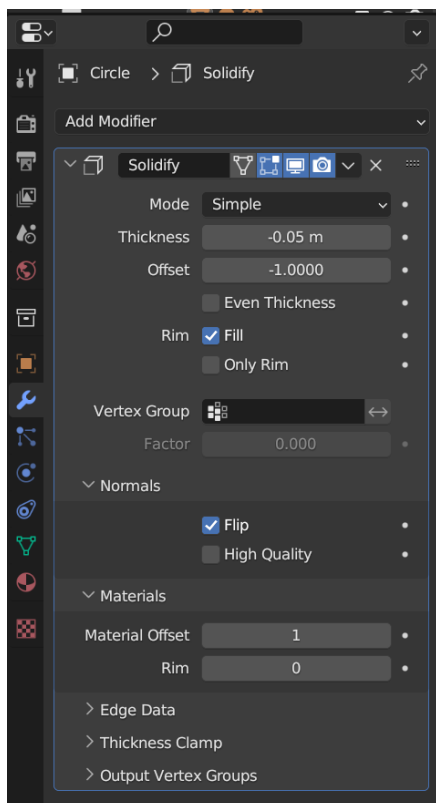 Circle > Solidify
Add Modifier
Solidify
Mode Simple
Thickness -0.05 m
Offset -1.0000
Even Thickness
Rim Fill
Only Rim
Vertex Group
Factor 0.000
Normals
Flip
High Quality
Materials
Material Offset 1
Rim 0
Edge Data
Thickness Clamp
Output Vertex Groups